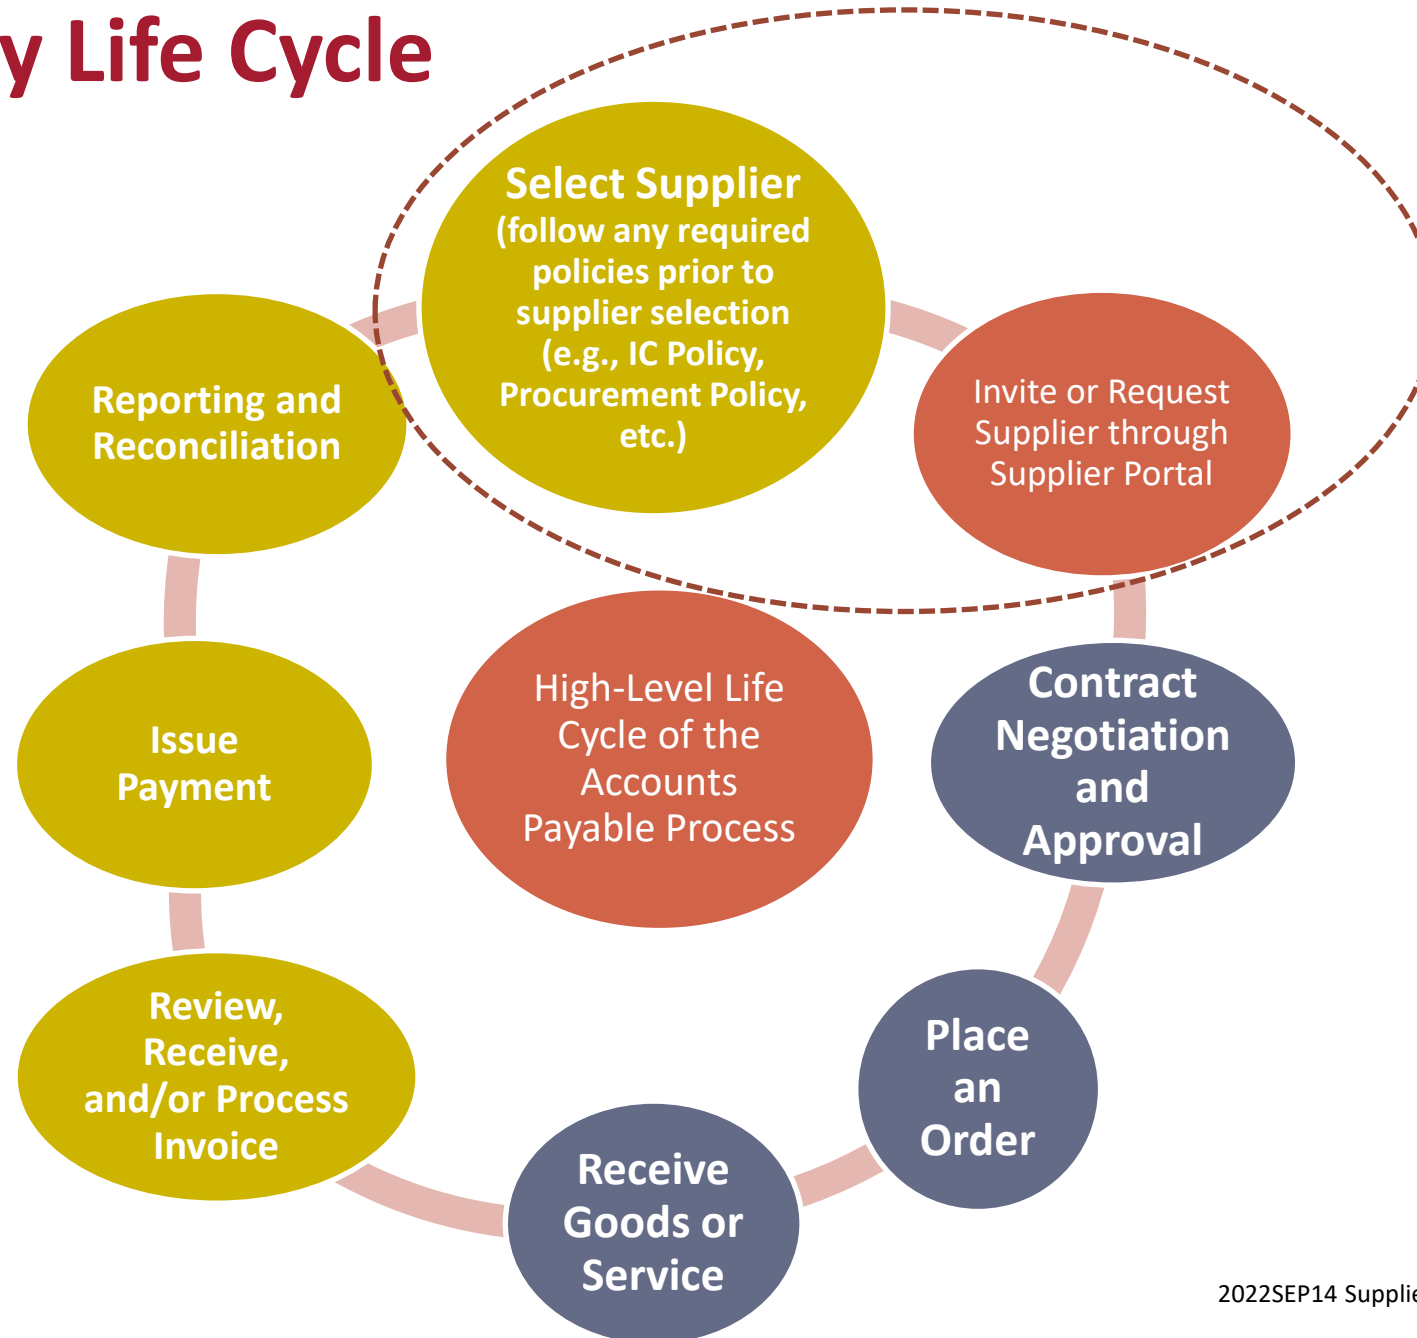 y Life Cycle
Select Supplier
(follow any required
policies prior to
supplier selection
(e.g., IC Policy,
Procurement Policy,
etc.)
Invite or Request
Supplier through
Supplier Portal
Contract
Negotiation
and
Approval
Place
an
Order
Receive
Goods or
Service
Review,
Receive,
and/or Process
Invoice
Issue
Payment
Reporting and
Reconciliation
High-Level Life
Cycle of the
Accounts
Payable Process
2022SEP14 Supplie